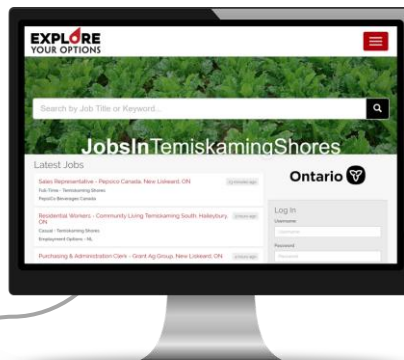 EXPLORE
YOUR OPTIONS
Search by Job Title or Keyword...
JobsInTemiskamingShores
Latest Jobs
Sales Representative - Pepsico Canada, New Liskeard, ON
Full-Time - Temiskaming Shores
PepsiCo Beverages Canada
Residential Workers - Community Living Temiskaming South, Haileybury,
ON
Casual - Temiskaming Shores
Employment Options - NL
Purchasing & Administration Clerk - Grant Ag Group, New Liskeard, ON
Ontario
Log In
Username
Username
Password
Password